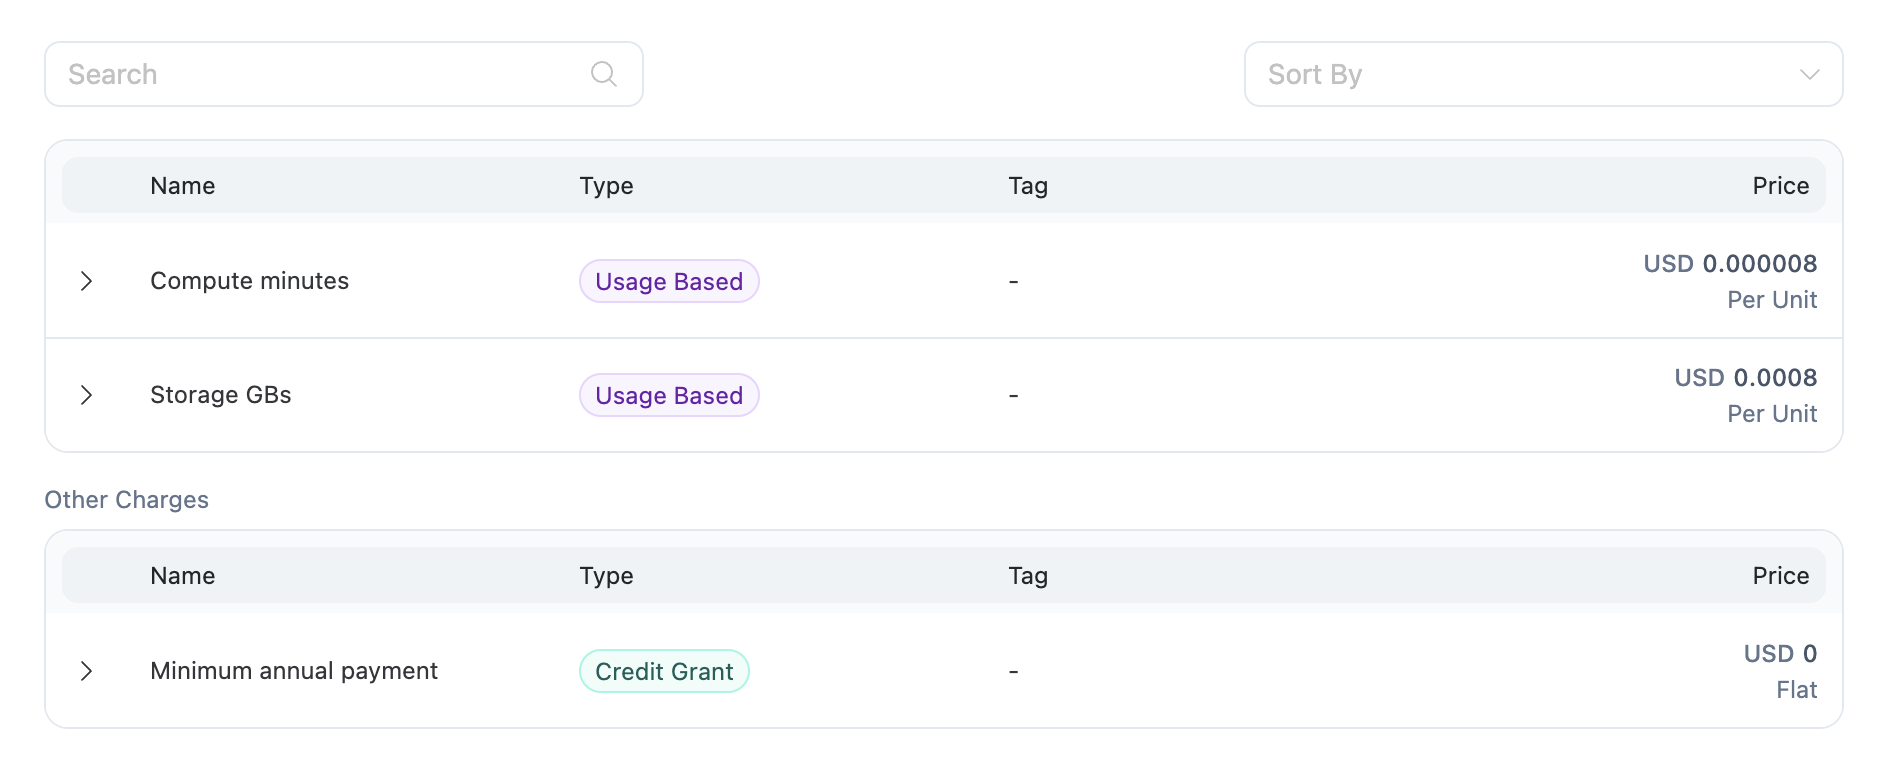 Search
Sort By
Name Type Tag Price
Compute minutes Usage Based - USD 0.000008
Per Unit
Storage GBs Usage Based - USD 0.0008
Per Unit
Other Charges
Name Type Tag Price
Minimum annual payment Credit Grant - USD 0
Flat